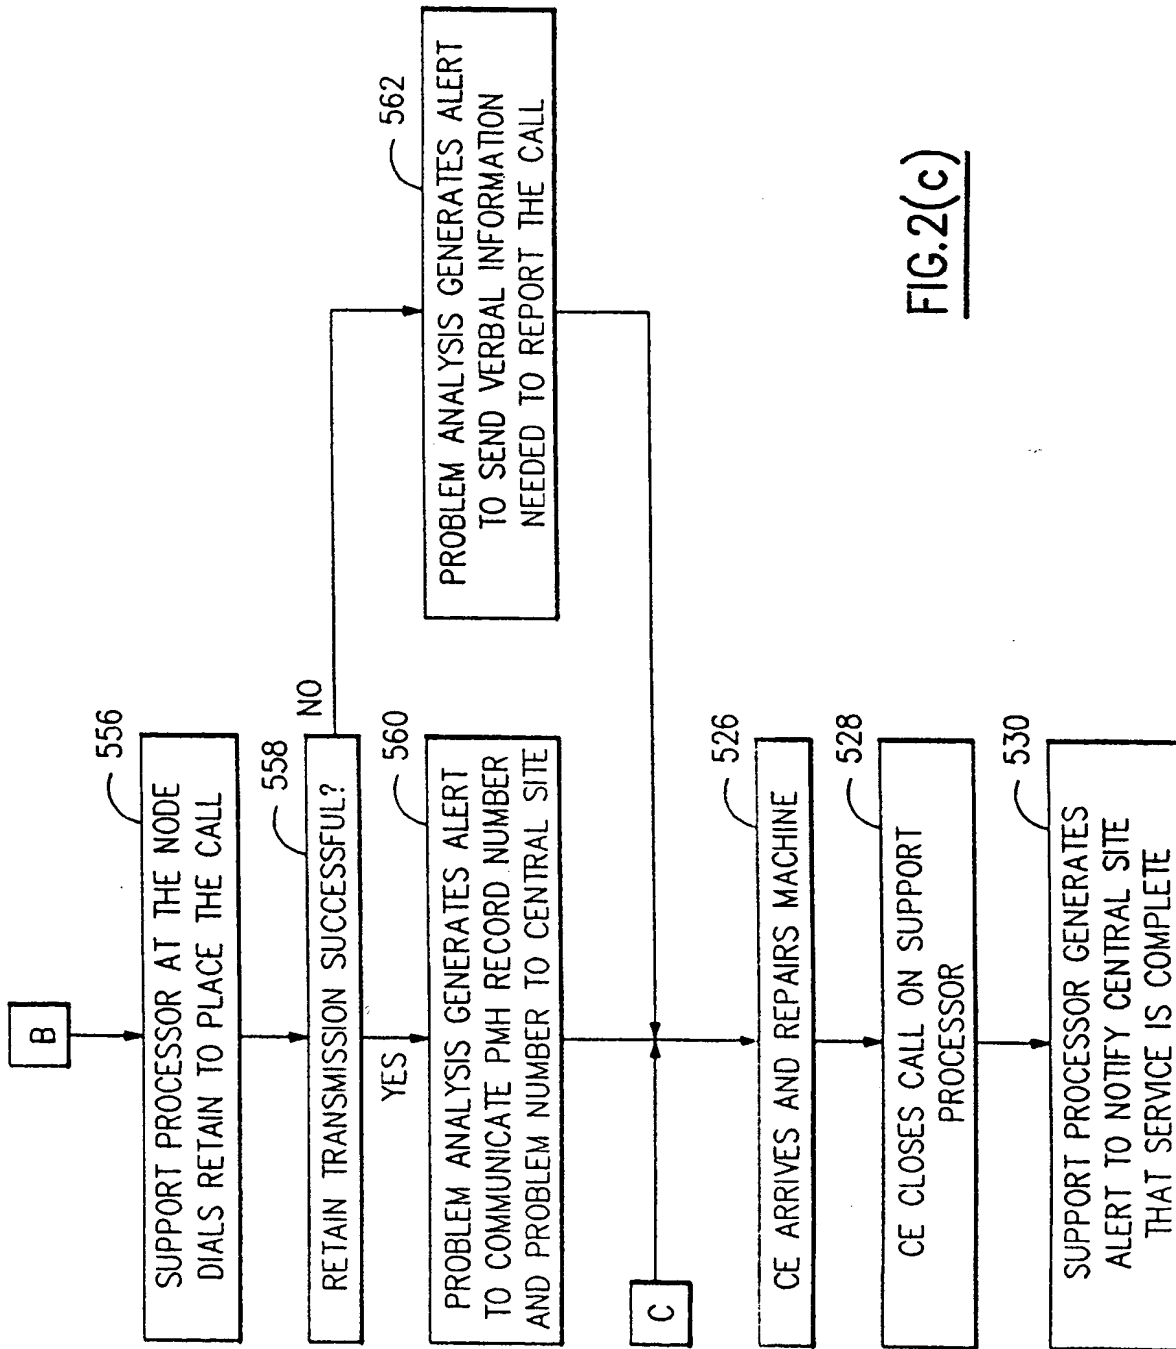 B
556
SUPPORT PROCESSOR AT THE NODE
DIALS RETAIN TO PLACE THE CALL
558
RETAIN TRANSMISSION SUCCESSFUL?
NO
YES
560
PROBLEM ANALYSIS GENERATES ALERT
TO COMMUNICATE PMH RECORD NUMBER
AND PROBLEM NUMBER TO CENTRAL SITE
562
PROBLEM ANALYSIS GENERATES ALERT
TO SEND VERBAL INFORMATION
NEEDED TO REPORT THE CALL
C
526
CE ARRIVES AND REPAIRS MACHINE
528
CE CLOSES CALL ON SUPPORT
PROCESSOR
530
SUPPORT PROCESSOR GENERATES
ALERT TO NOTIFY CENTRAL SITE
THAT SERVICE IS COMPLETE
FIG.2(c)